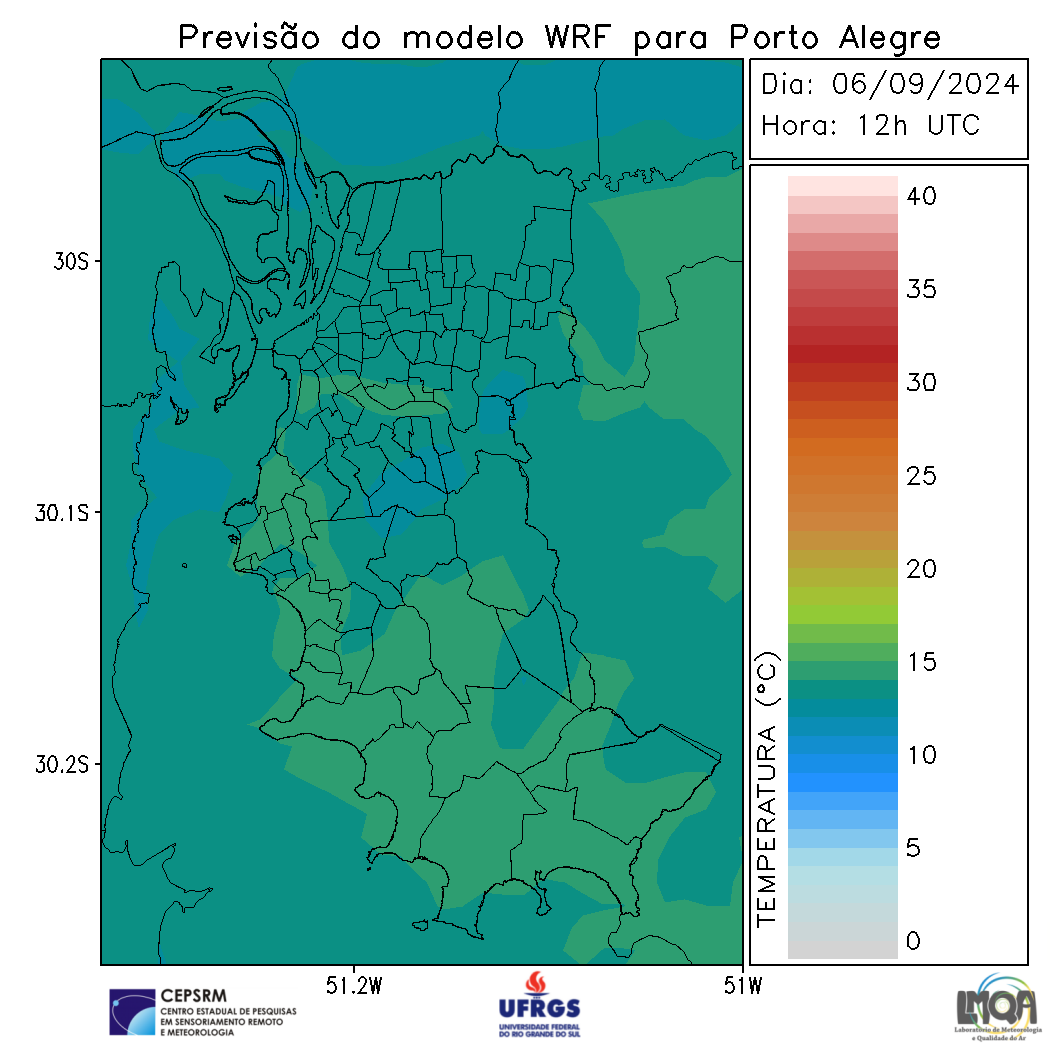 Previsão do modelo WRF para Porto Alegre
Dia: 06/09/2024
Hora: 12h UTC
40
35
30
25
20
15
10
5
0
TEMPERATURA (°C)
30S
30.1S
30.2S
51.2W
51W
CEPSRM
CENTRO ESTADUAL DE PESQUISAS
EM SENSORIAMENTO REMOTO
E METEOROLOGIA
UFRGS
UNIVERSIDADE FEDERAL
DO RIO GRANDE DO SUL
LMQA
Laboratório de Meteorologia
e Qualidade do Ar